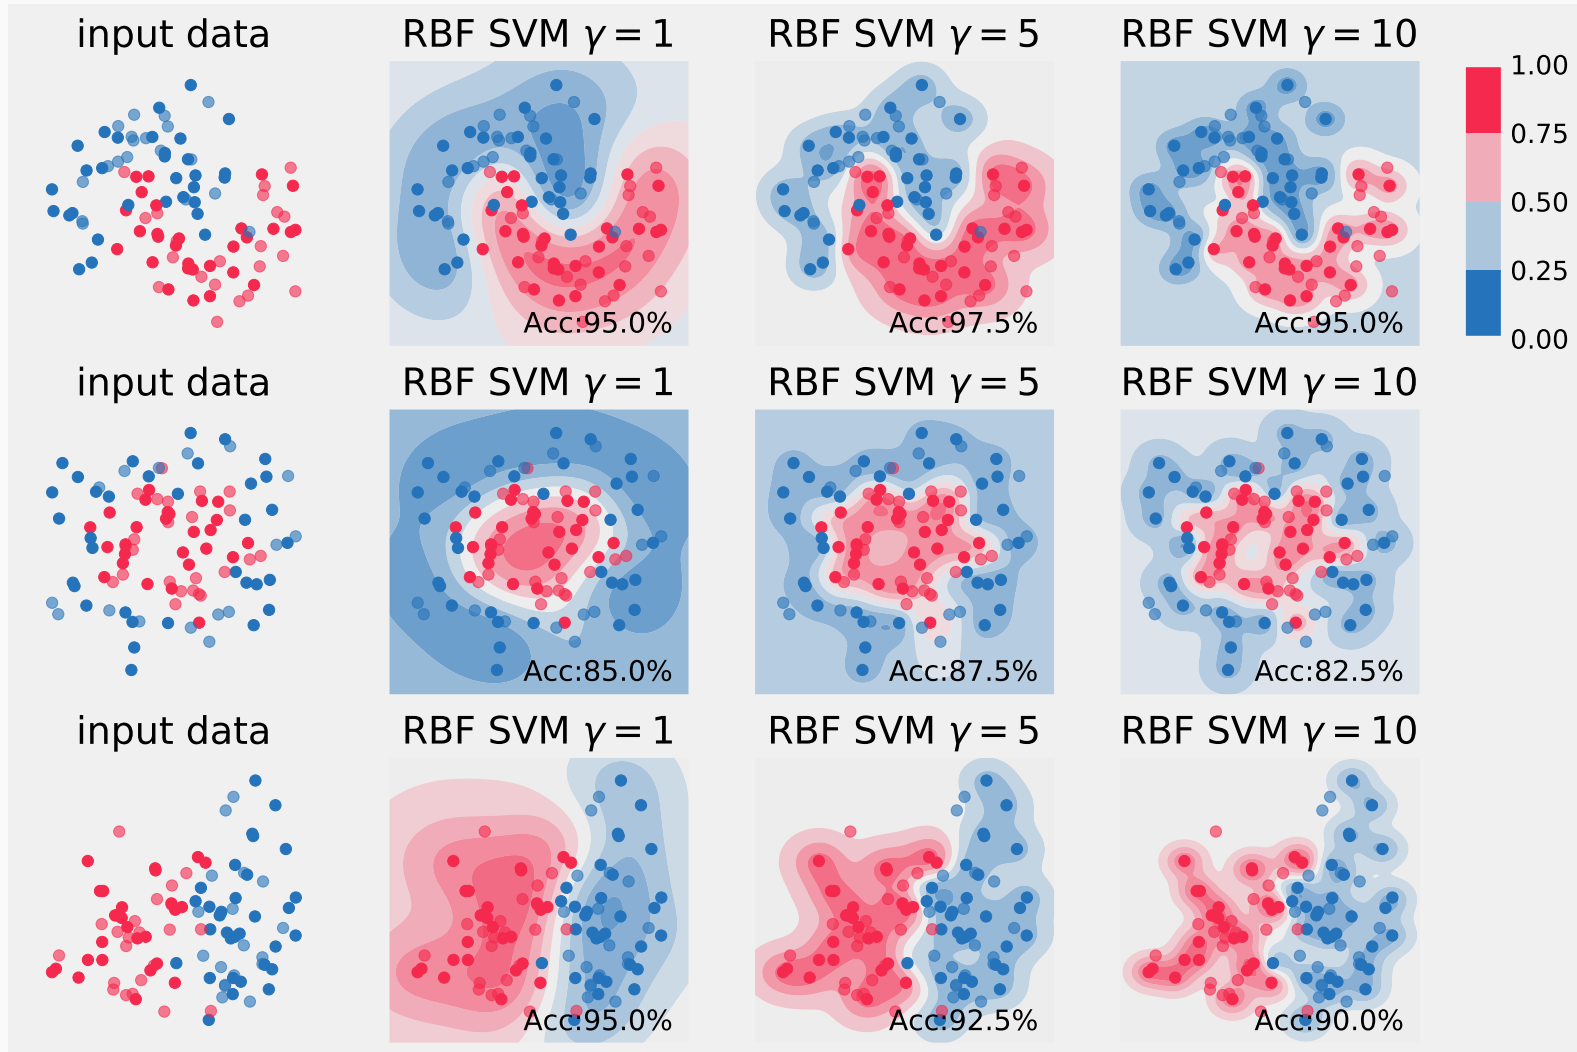 input data
RBF SVM γ = 1
RBF SVM γ = 5
RBF SVM γ = 10
Acc:95.0%
Acc:97.5%
Acc:95.0%
1.00
0.75
0.50
0.25
0.00
input data
RBF SVM γ = 1
RBF SVM γ = 5
RBF SVM γ = 10
Acc:85.0%
Acc:87.5%
Acc:82.5%
input data
RBF SVM γ = 1
RBF SVM γ = 5
RBF SVM γ = 10
Acc:95.0%
Acc:92.5%
Acc:90.0%